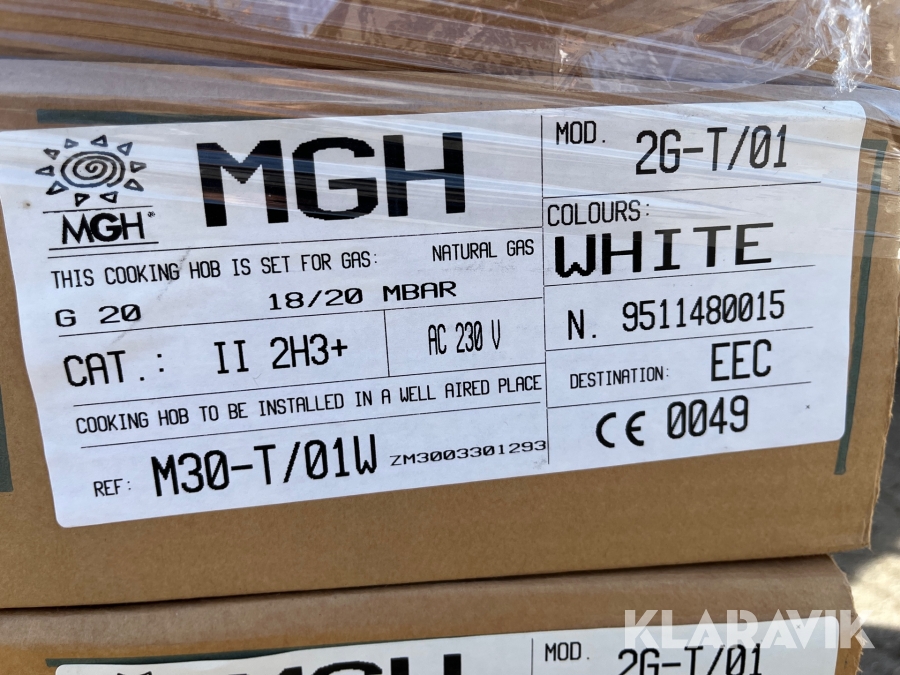 MGH®
MGH
THIS COOKING HOB IS SET FOR GAS: NATURAL GAS
G 20 18/20 MBAR
CAT.: II 2H3+ AC 230 V
COOKING HOB TO BE INSTALLED IN A WELL AIRED PLACE
REF: M30-T/01W ZM3003301293
MOD. 2G-T/01
COLOURS:
WHITE
N. 9511480015
DESTINATION: EEC
CE 0049
MGH
MOD. 2G-T/01
KLARAVIK